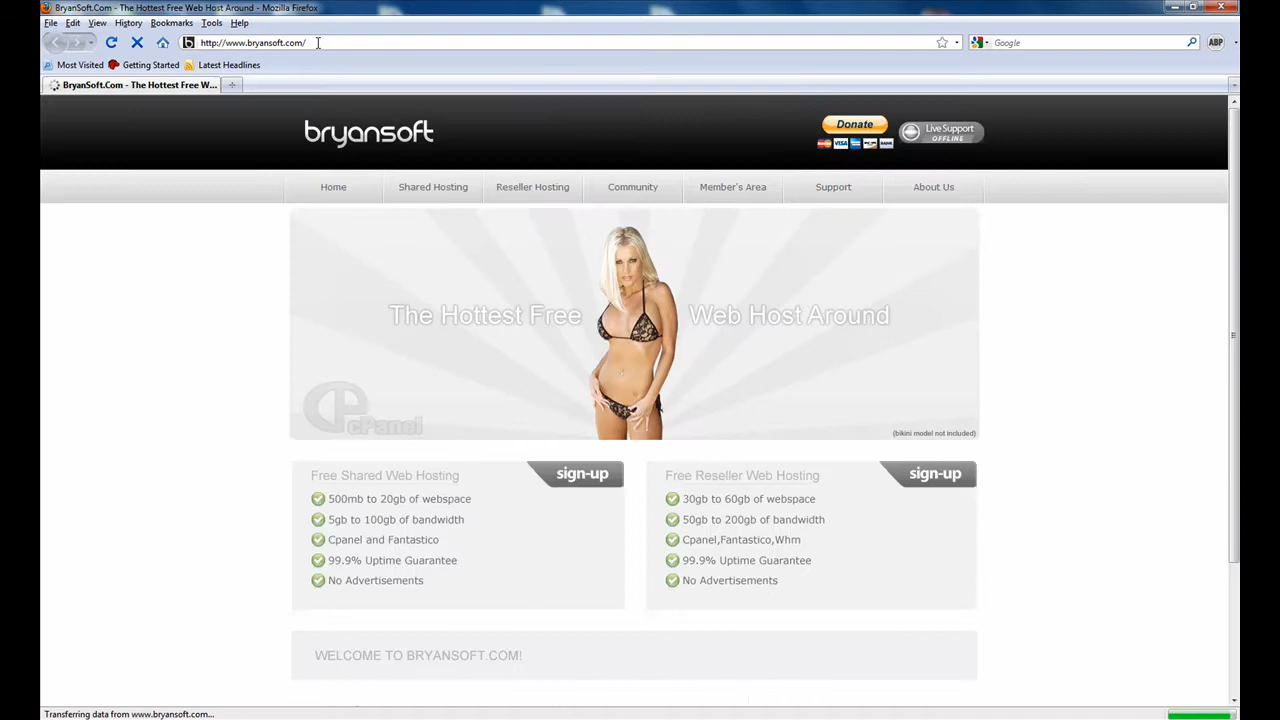 BryanSoft.Com - The Hottest Free Web Host Around - Mozilla Firefox
File Edit View History Bookmarks Tools Help
http://www.bryansoft.com/
Google
ABP
Most Visited Getting Started Latest Headlines
BryanSoft.Com - The Hottest Free W...
bryansoft
Donate
VISA
BANK
Live Support
OFFLINE
Home Shared Hosting Reseller Hosting Community Member's Area Support About Us
The Hottest Free Web Host Around
cPanel
(bikini model not included)
Free Shared Web Hosting
sign-up
500mb to 20gb of webspace
5gb to 100gb of bandwidth
Cpanel and Fantastico
99.9% Uptime Guarantee
No Advertisements
Free Reseller Web Hosting
sign-up
30gb to 60gb of webspace
50gb to 200gb of bandwidth
Cpanel,Fantastico,Whm
99.9% Uptime Guarantee
No Advertisements
WELCOME TO BRYANSOFT.COM!
Transferring data from www.bryansoft.com...